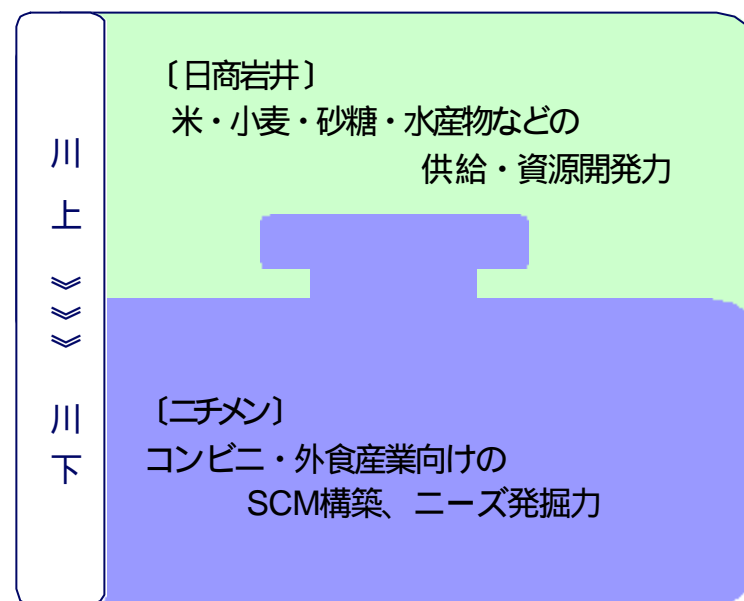 川上 》》》 川下
〔日商岩井〕
米・小麦・砂糖・水産物などの
供給・資源開発力
〔ニチメン〕
コンビニ・外食産業向けの
SCM構築、ニーズ発掘力